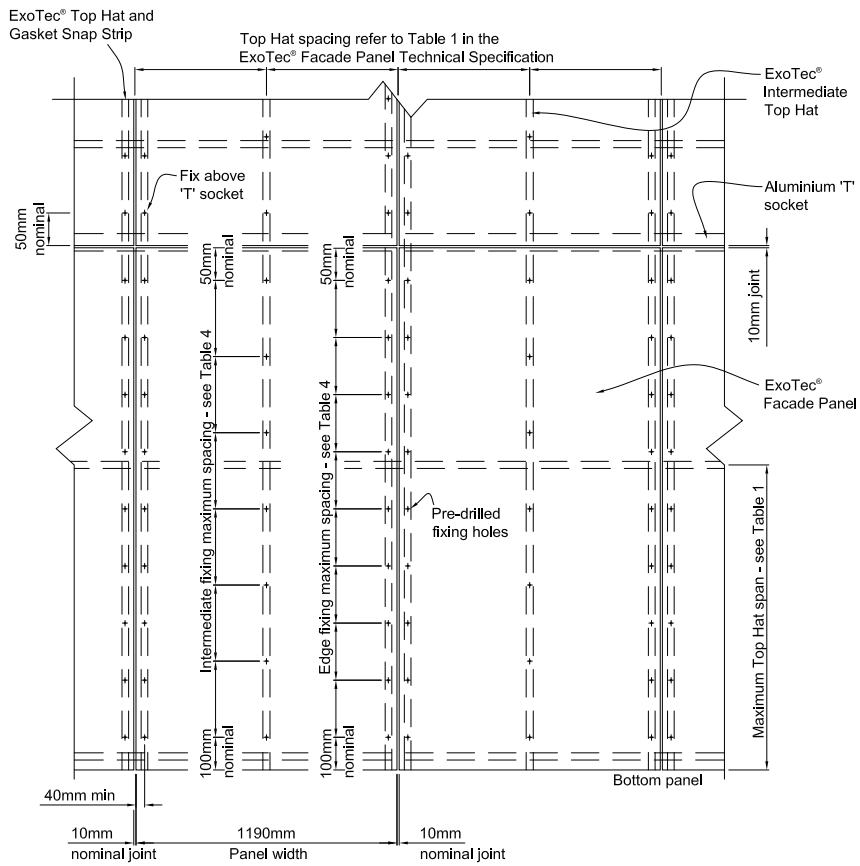 ExoTec® Top Hat and
Gasket Snap Strip
Top Hat spacing refer to Table 1 in the
ExoTec® Facade Panel Technical Specification
ExoTec®
Intermediate
Top Hat
Fix above
'T' socket
Aluminium 'T'
socket
50mm
nominal
50mm
nominal
50mm
nominal
10mm joint
Intermediate fixing maximum spacing - see Table 4
Edge fixing maximum spacing - see Table 4
ExoTec®
Facade Panel
Pre-drilled
fixing holes
Maximum Top Hat span - see Table 1
100mm
nominal
100mm
nominal
Bottom panel
40mm min
10mm
nominal joint
1190mm
Panel width
10mm
nominal joint